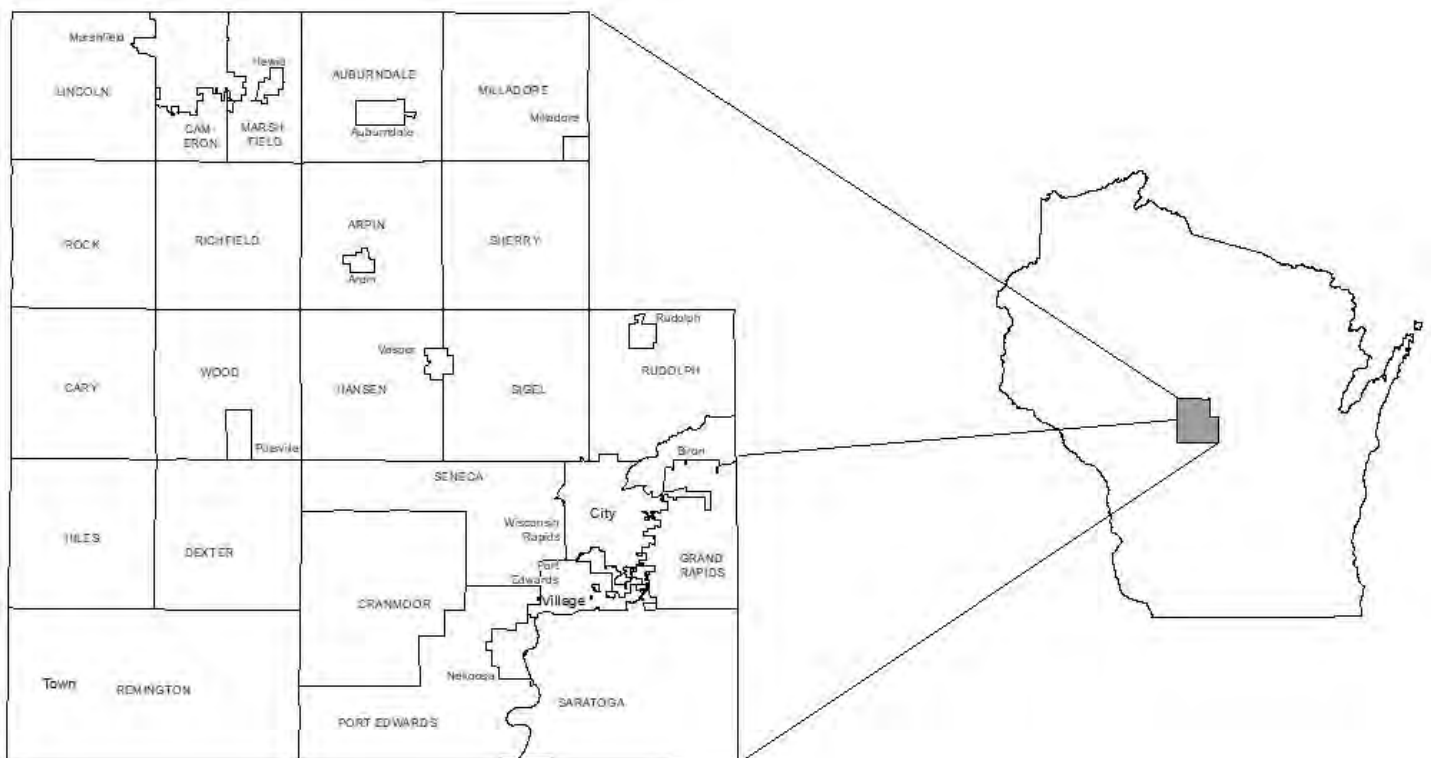 Marshfield
Hewitt
AUBURNDALE
LINCOLN
MILLADORE
CAM-
ERON
MARSH
FIELD
Auburndale
Milladore
ROCK
RICHFIELD
ARPIN
SHERRY
Arpin
Rudolph
Vesper
WOOD
RUDOLPH
CARY
HANSEN
SIGEL
Pittsville
Biron
SENECA
City
Wisconsin
Rapids
HILES
DEXTER
GRAND
RAPIDS
Port
Edwards
Village
CRANMOOR
Nekoosa
Town
REMINGTON
SARATOGA
PORT EDWARDS